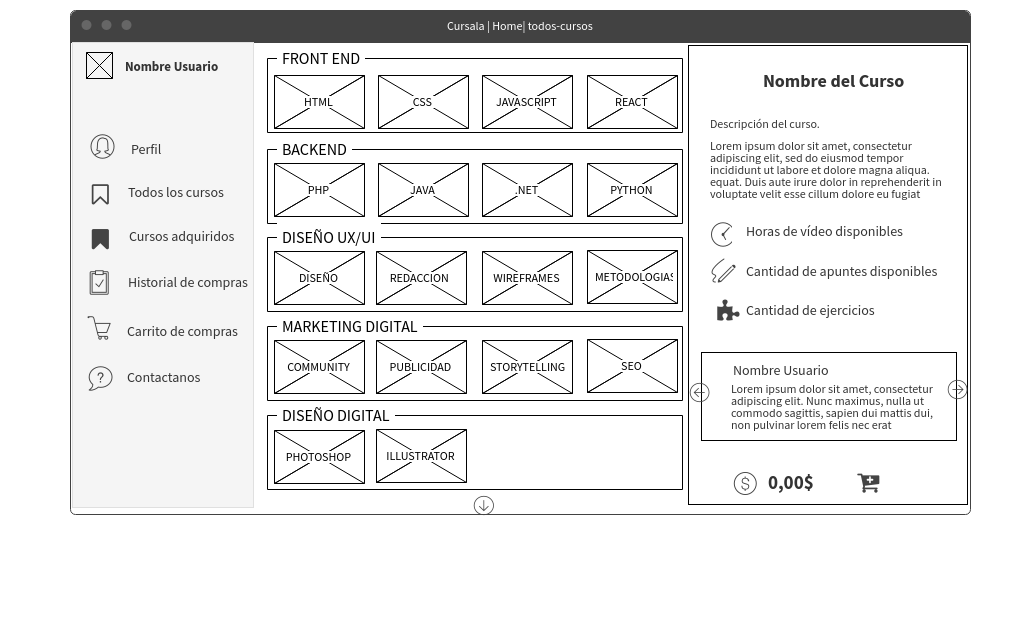 Cursala | Home| todos-cursos
Nombre Usuario
Perfil
Todos los cursos
Cursos adquiridos
Historial de compras
Carrito de compras
Contactanos
FRONT END
HTML
CSS
JAVASCRIPT
REACT
BACKEND
PHP
JAVA
.NET
PYTHON
DISEÑO UX/UI
DISEÑO
REDACCION
WIREFRAMES
METODOLOGIAS
MARKETING DIGITAL
COMMUNITY
PUBLICIDAD
STORYTELLING
SEO
DISEÑO DIGITAL
PHOTOSHOP
ILLUSTRATOR
Nombre del Curso
Descripción del curso.
Lorem ipsum dolor sit amet, consectetur
adipiscing elit, sed do eiusmod tempor
incididunt ut labore et dolore magna aliqua.
equat. Duis aute irure dolor in reprehenderit in
voluptate velit esse cillum dolore eu fugiat
Horas de vídeo disponibles
Cantidad de apuntes disponibles
Cantidad de ejercicios
Nombre Usuario
Lorem ipsum dolor sit amet, consectetur
adipiscing elit. Nunc maximus, nulla ut
commodo sagittis, sapien dui mattis dui,
non pulvinar lorem felis nec erat
$ 0,00$